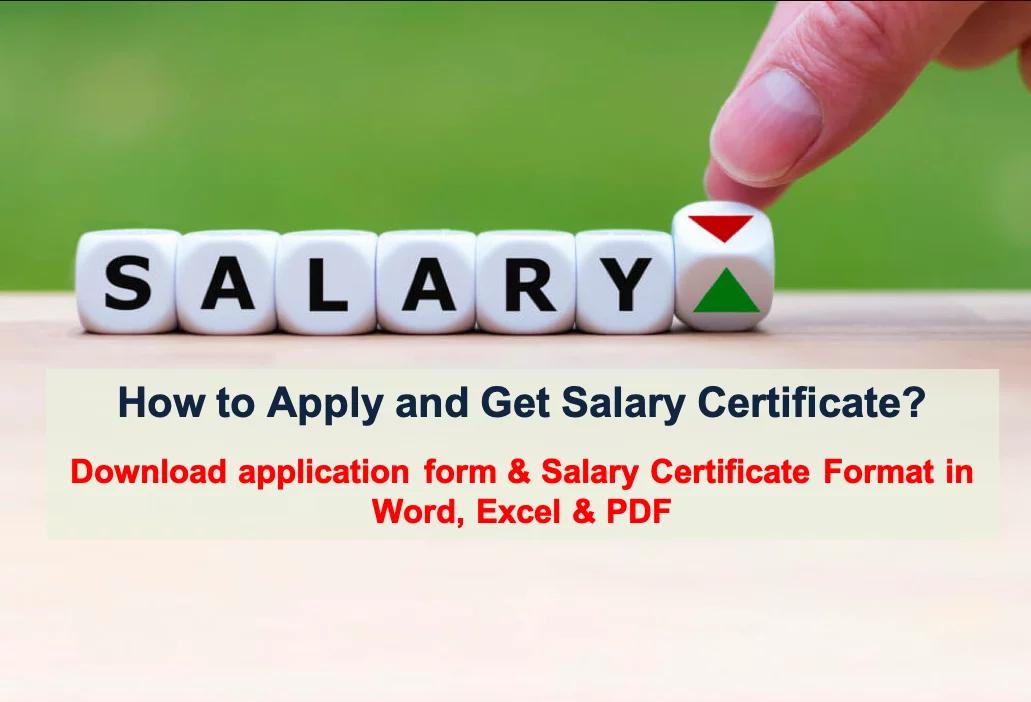 SALARY
How to Apply and Get Salary Certificate?
Download application form & Salary Certificate Format in
Word, Excel & PDF